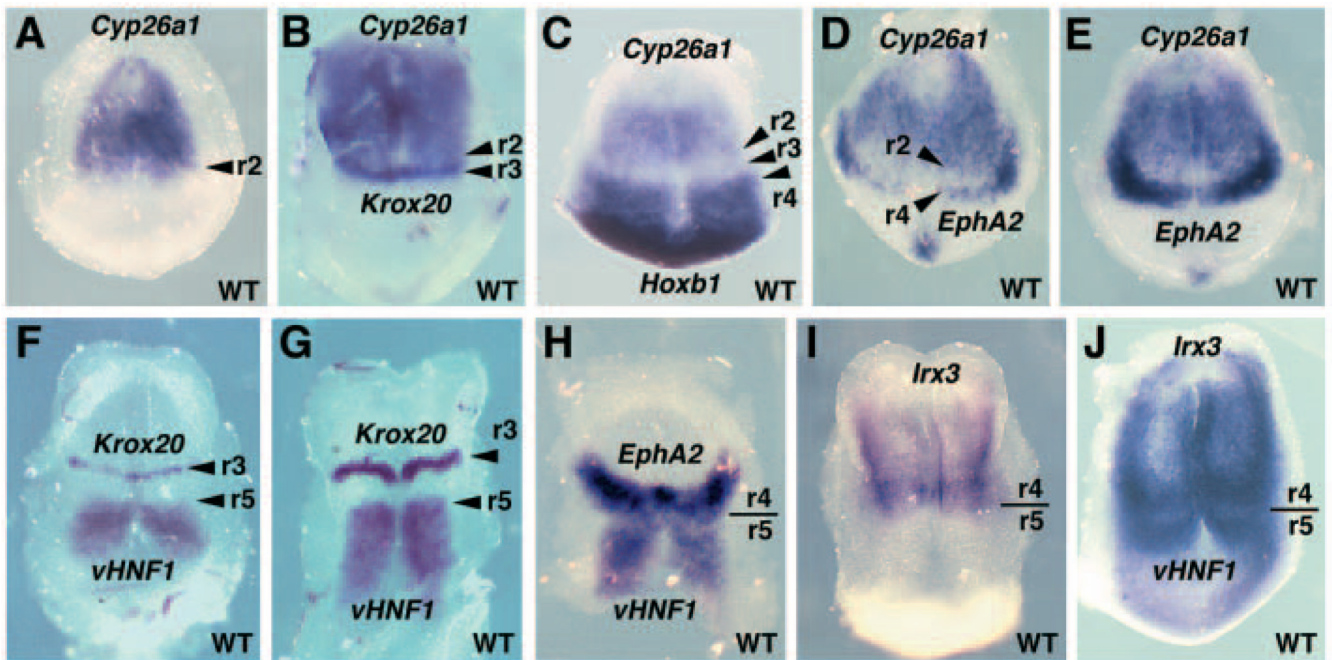 A
Cyp26a1
r2
WT
B
Cyp26a1
r2
r3
Krox20
WT
C
Cyp26a1
r2
r3
r4
Hoxb1
WT
D
Cyp26a1
r2
r4
EphA2
WT
E
Cyp26a1
EphA2
WT
F
Krox20
r3
r5
vHNF1
WT
G
Krox20
r3
r5
vHNF1
WT
H
EphA2
r4
r5
vHNF1
WT
I
Irx3
r4
r5
WT
J
Irx3
r4
r5
vHNF1
WT